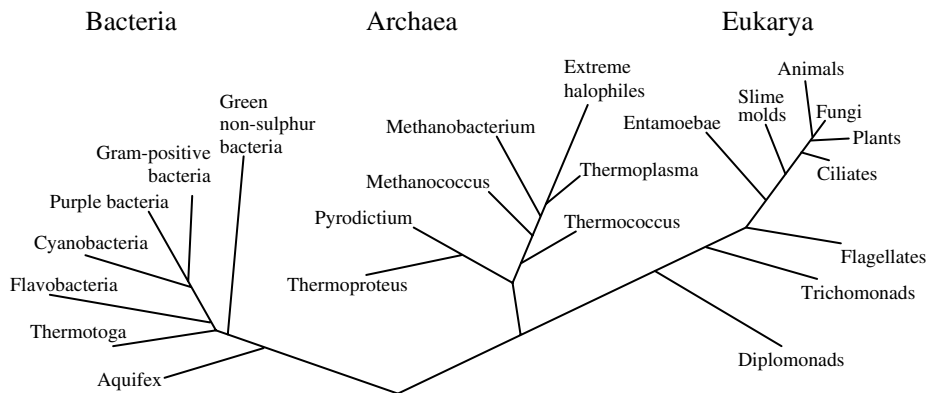 Bacteria
Archaea
Eukarya
Green
non-sulphur
bacteria
Gram-positive
bacteria
Purple bacteria
Cyanobacteria
Flavobacteria
Thermotoga
Aquifex
Extreme
halophiles
Methanobacterium
Methanococcus
Thermoplasma
Pyrodictium
Thermococcus
Thermoproteus
Animals
Slime
molds
Fungi
Entamoebae
Plants
Ciliates
Flagellates
Trichomonads
Diplomonads